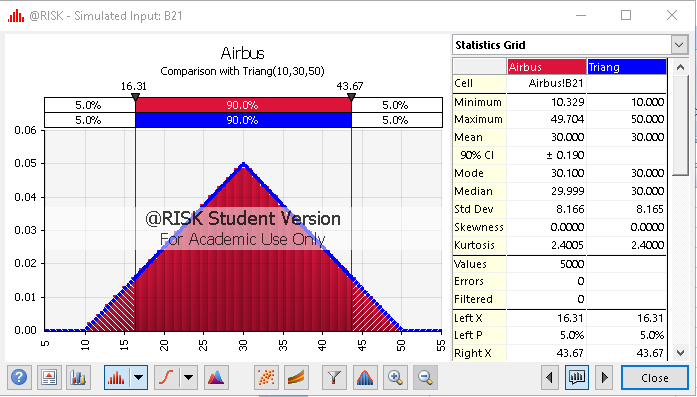 @RISK - Simulated Input: B21
Airbus
Comparison with Triang(10,30,50)
16.31 43.67
5.0% 90.0% 5.0%
5.0% 90.0% 5.0%
0.06
0.05
0.04
0.03
0.02
0.01
0.00
@RISK Student Version
For Academic Use Only
5 10 15 20 25 30 35 40 45 50 55
Statistics Grid
Airbus Triang
Cell Airbus!B21
Minimum 10.329 10.000
Maximum 49.704 50.000
Mean 30.000 30.000
90% CI ± 0.190
Mode 30.100 30.000
Median 29.999 30.000
Std Dev 8.166 8.165
Skewness 0.0000 0.0000
Kurtosis 2.4005 2.4000
Values 5000
Errors 0
Filtered 0
Left X 16.31 16.31
Left P 5.0% 5.0%
Right X 43.67 43.67
Close